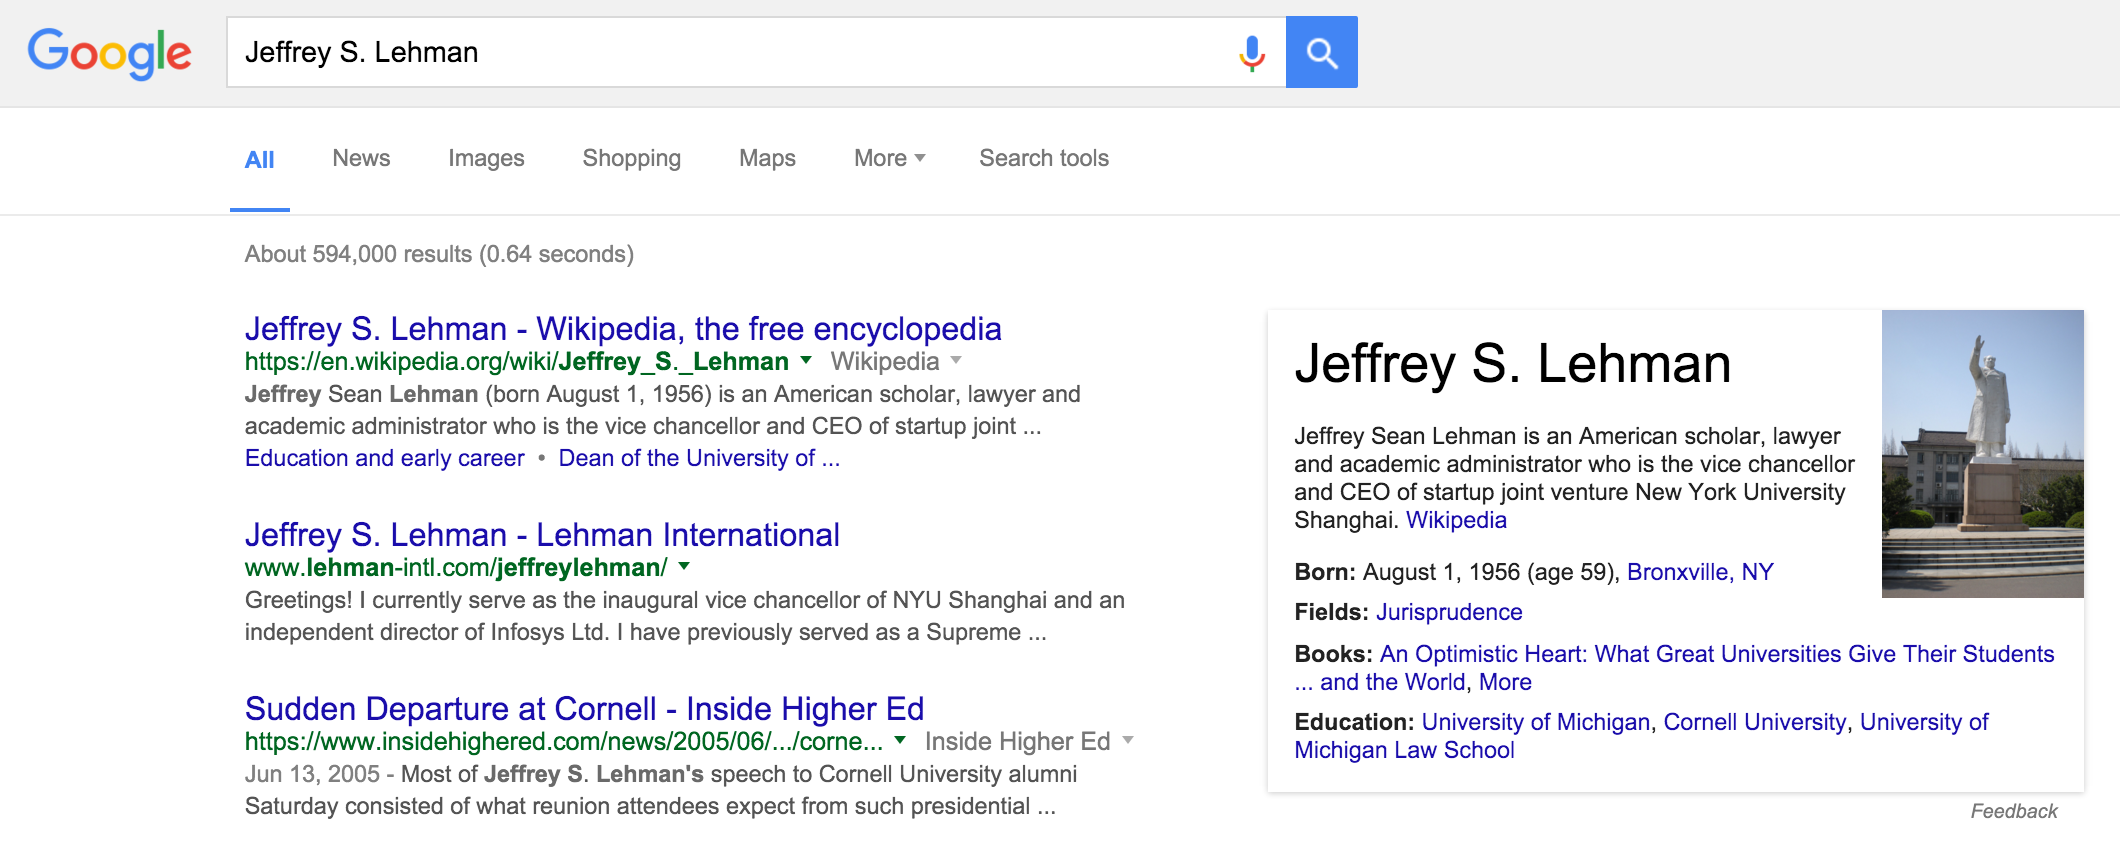 Google
Jeffrey S. Lehman
All News Images Shopping Maps More Search tools
About 594,000 results (0.64 seconds)
Jeffrey S. Lehman - Wikipedia, the free encyclopedia
https://en.wikipedia.org/wiki/Jeffrey_S._Lehman Wikipedia
Jeffrey Sean Lehman (born August 1, 1956) is an American scholar, lawyer and
academic administrator who is the vice chancellor and CEO of startup joint ...
Education and early career • Dean of the University of ...
Jeffrey S. Lehman - Lehman International
www.lehman-intl.com/jeffreylehman/
Greetings! I currently serve as the inaugural vice chancellor of NYU Shanghai and an
independent director of Infosys Ltd. I have previously served as a Supreme ...
Sudden Departure at Cornell - Inside Higher Ed
https://www.insidehighered.com/news/2005/06/.../corne... Inside Higher Ed
Jun 13, 2005 - Most of Jeffrey S. Lehman's speech to Cornell University alumni
Saturday consisted of what reunion attendees expect from such presidential ...
Jeffrey S. Lehman
Jeffrey Sean Lehman is an American scholar, lawyer
and academic administrator who is the vice chancellor
and CEO of startup joint venture New York University
Shanghai. Wikipedia
Born: August 1, 1956 (age 59), Bronxville, NY
Fields: Jurisprudence
Books: An Optimistic Heart: What Great Universities Give Their Students
... and the World, More
Education: University of Michigan, Cornell University, University of
Michigan Law School
Feedback